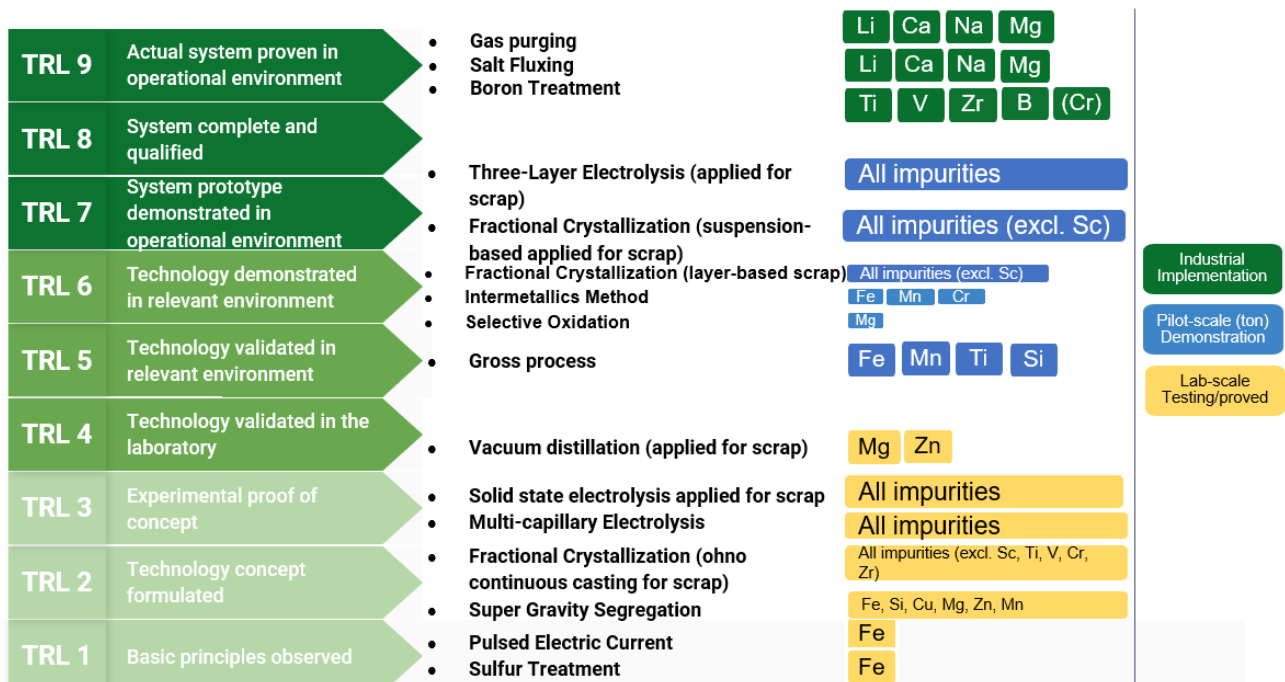 TRL 9
Actual system proven in
operational environment
• Gas purging
Li Ca Na Mg
• Salt Fluxing
Li Ca Na Mg
• Boron Treatment
Ti V Zr B (Cr)
TRL 8
System complete and
qualified
TRL 7
System prototype
demonstrated in
operational environment
• Three-Layer Electrolysis (applied for
scrap)
All impurities
• Fractional Crystallization (suspension-
based applied for scrap)
All impurities (excl. Sc)
TRL 6
Technology demonstrated
in relevant environment
• Fractional Crystallization (layer-based scrap)
All impurities (excl. Sc)
• Intermetallics Method
Fe Mn Cr
• Selective Oxidation
Mg
TRL 5
Technology validated in
relevant environment
• Gross process
Fe Mn Ti Si
TRL 4
Technology validated in the
laboratory
• Vacuum distillation (applied for scrap)
Mg Zn
TRL 3
Experimental proof of
concept
• Solid state electrolysis applied for scrap
All impurities
• Multi-capillary Electrolysis
All impurities
TRL 2
Technology concept
formulated
• Fractional Crystallization (ohno
continuous casting for scrap)
All impurities (excl. Sc, Ti, V, Cr,
Zr)
• Super Gravity Segregation
Fe, Si, Cu, Mg, Zn, Mn
TRL 1
Basic principles observed
• Pulsed Electric Current
Fe
• Sulfur Treatment
Fe
Industrial
Implementation
Pilot-scale (ton)
Demonstration
Lab-scale
Testing/proved